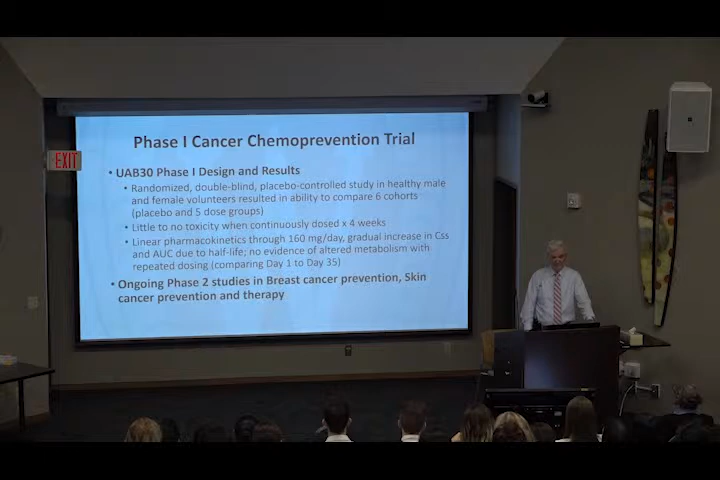 Phase I Cancer Chemoprevention Trial
EXIT
• UAB30 Phase I Design and Results
• Randomized, double-blind, placebo-controlled study in healthy male
and female volunteers resulted in ability to compare 6 cohorts
(placebo and 5 dose groups)
• Little to no toxicity when continuously dosed x 4 weeks
• Linear pharmacokinetics through 160 mg/day, gradual increase in Css
and AUC due to half-life; no evidence of altered metabolism with
repeated dosing (comparing Day 1 to Day 35)
• Ongoing Phase 2 studies in Breast cancer prevention, Skin
cancer prevention and therapy